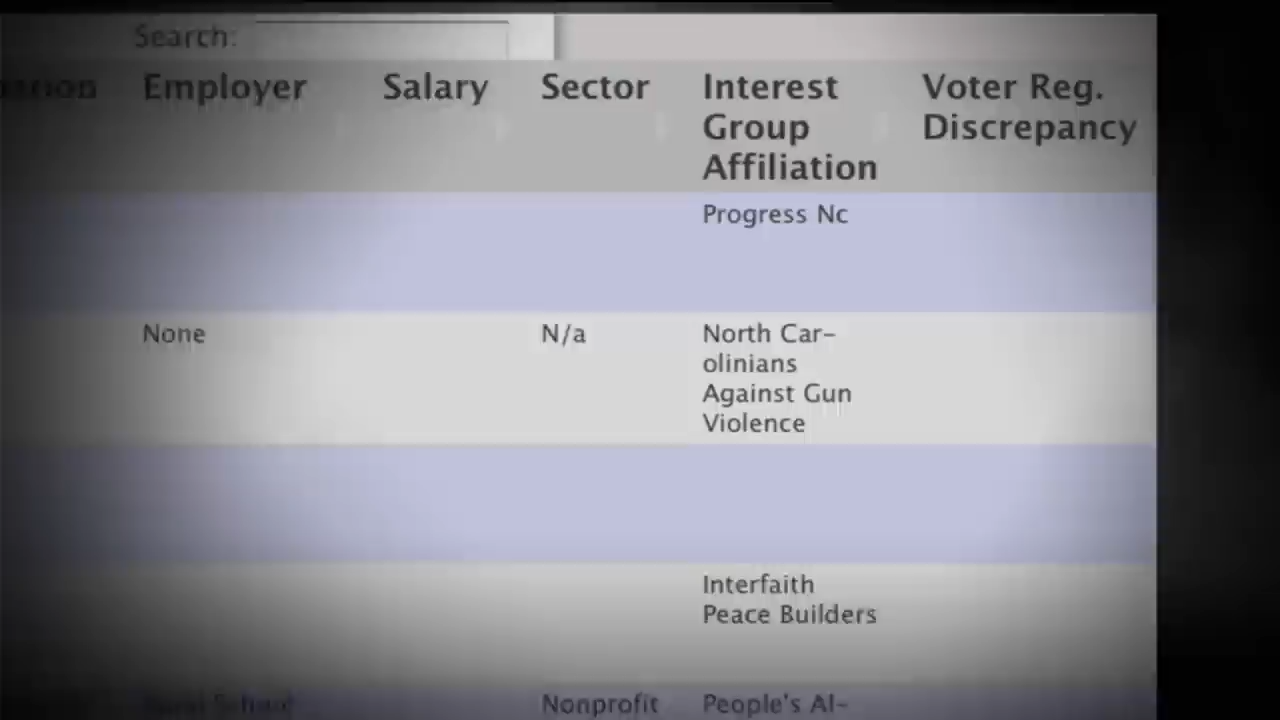 Search:
Employer Salary Sector Interest Voter Reg.
Group Discrepancy
Affiliation
Progress Nc
None N/a North Car-
olinians
Against Gun
Violence
Interfaith
Peace Builders
School Nonprofit People's Al-